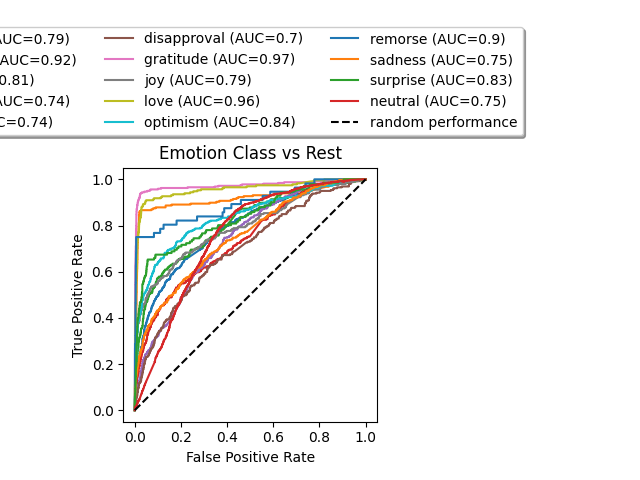 AUC=0.79) disapproval (AUC=0.7) remorse (AUC=0.9)
AUC=0.92) gratitude (AUC=0.97) sadness (AUC=0.75)
0.81) joy (AUC=0.79) surprise (AUC=0.83)
AUC=0.74) love (AUC=0.96) neutral (AUC=0.75)
C=0.74) optimism (AUC=0.84) random performance
Emotion Class vs Rest
1.0
0.8
0.6
0.4
0.2
0.0
True Positive Rate
0.0 0.2 0.4 0.6 0.8 1.0
False Positive Rate